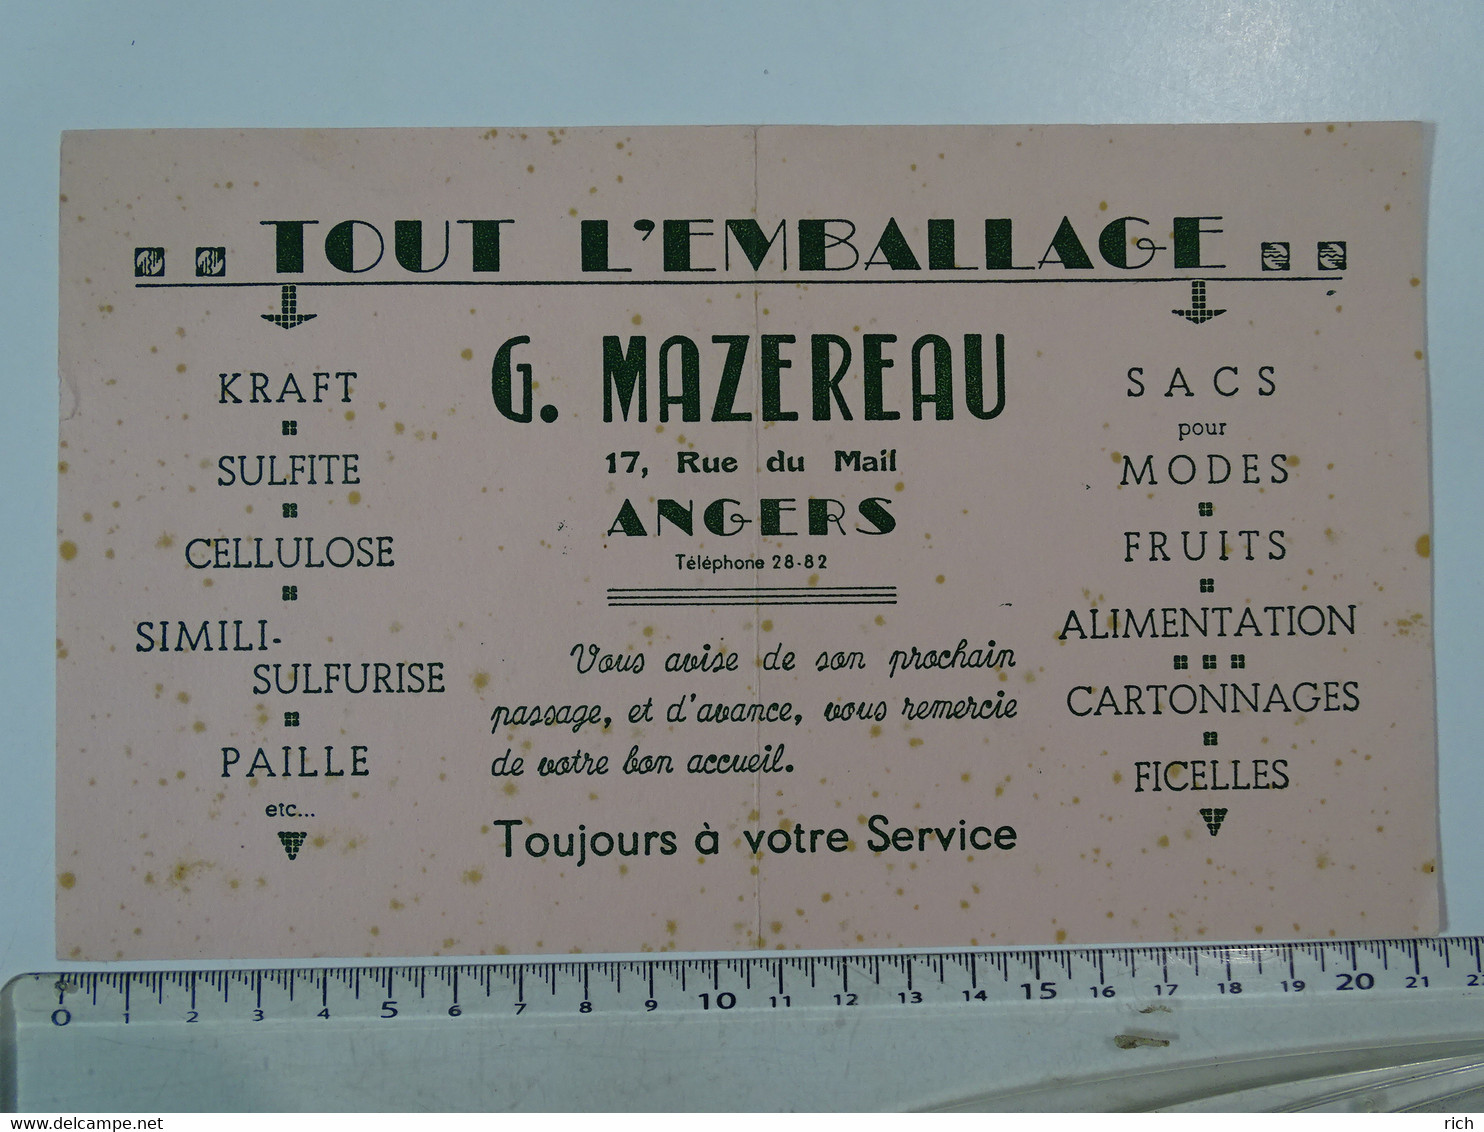 TOUT L'EMBALLAGE
KRAFT
SULFITE
CELLULOSE
SIMILI-
SULFURISE
PAILLE
etc...
G. MAZEREAU
17, Rue du Mail
ANGERS
Téléphone 28-82
Vous avise de son prochain
passage, et d'avance, vous remercie
de votre bon accueil.
Toujours à votre Service
SACS
pour
MODES
FRUITS
ALIMENTATION
CARTONNAGES
FICELLES
0 1 2 3 4 5 6 7 8 9 10 11 12 13 14 15 16 17 18 19 20 21
delcampe.net
rich